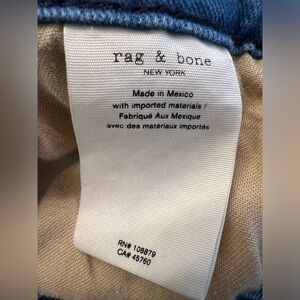 rag & bone
NEW YORK
Made in Mexico
with imported materials /
Fabriqué Aux Mexique
avec des matériaux importés
RN# 108879
CA# 45760